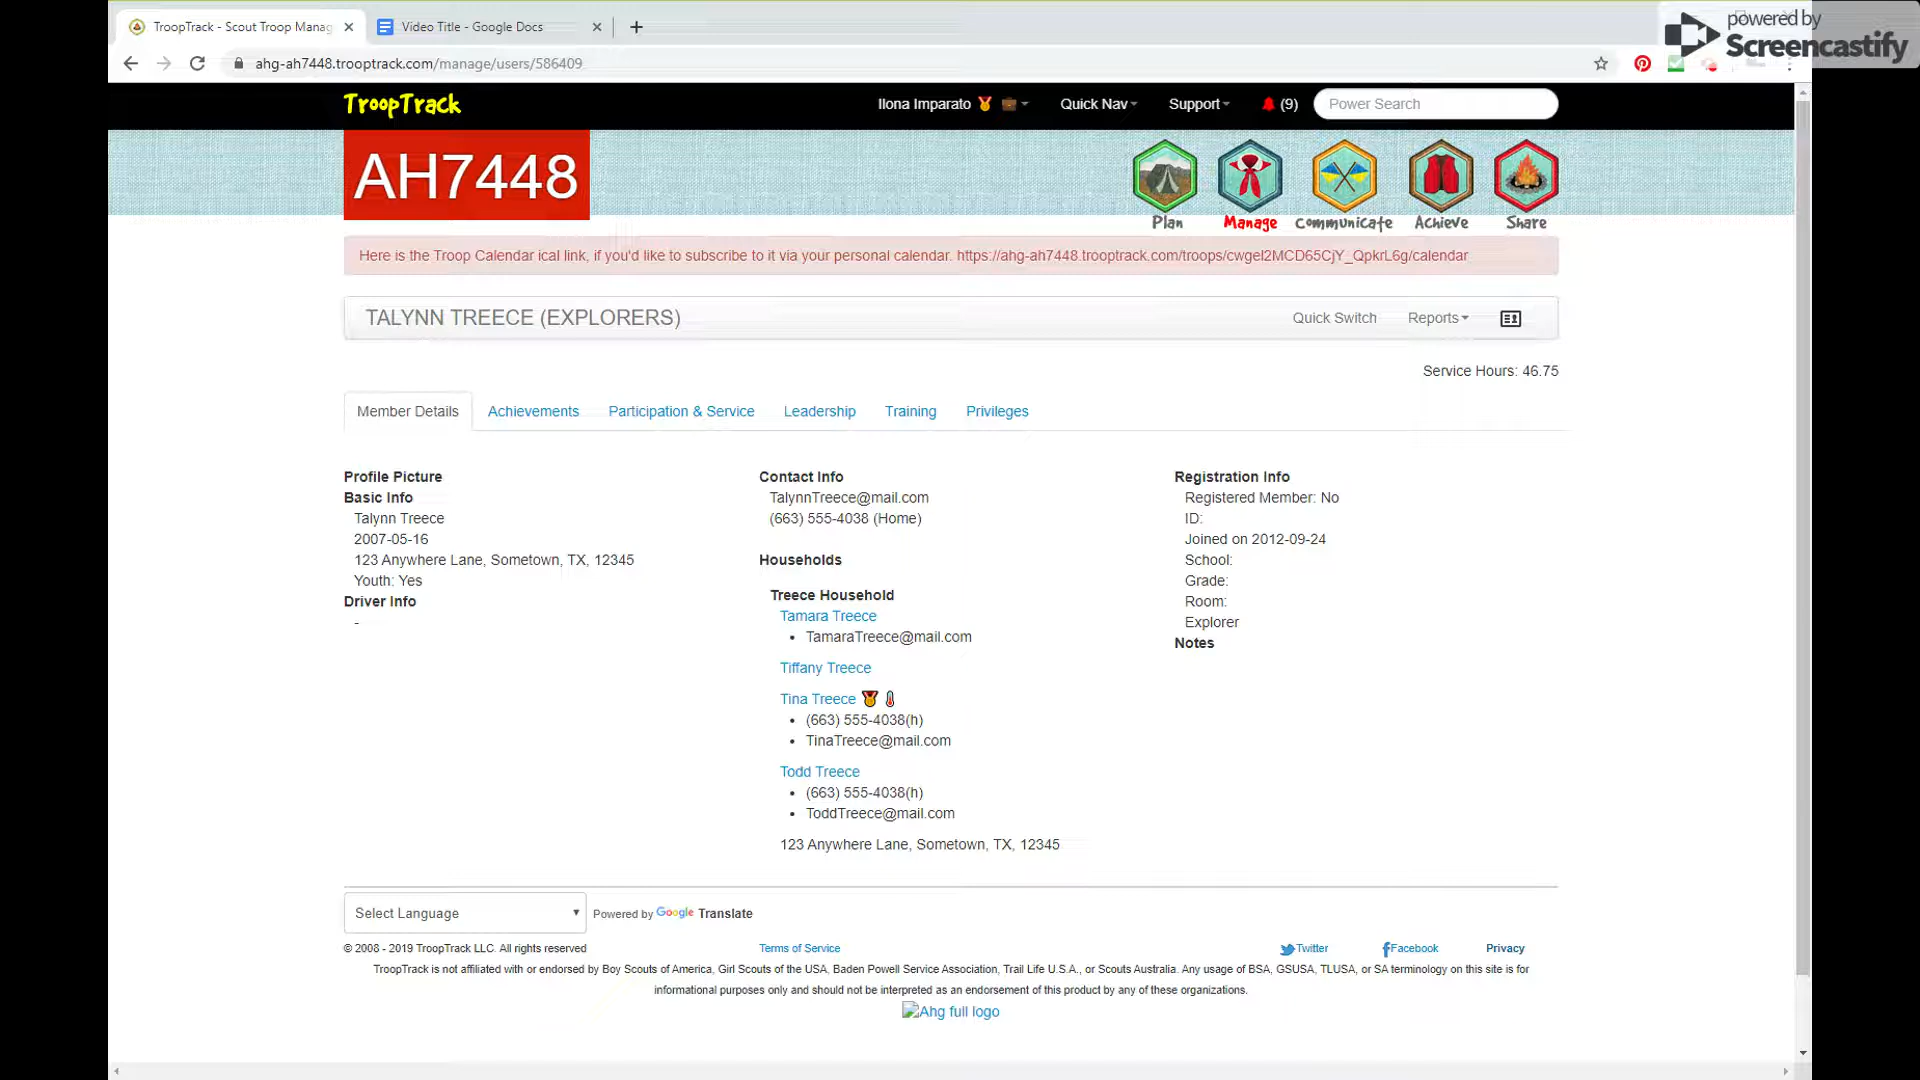 TroopTrack - Scout Troop Manag
Video Title - Google Docs
powered by
Screencastify
ahg-ah7448.trooptrack.com/manage/users/586409
TroopTrack
Ilona Imparato
Quick Nav
Support
(9)
Power Search
AH7448
Plan
Manage
Communicate
Achieve
Share
Here is the Troop Calendar ical link, if you'd like to subscribe to it via your personal calendar. https://ahg-ah7448.trooptrack.com/troops/cwgel2MCD65CjY_QpkrL6g/calendar
TALYNN TREECE (EXPLORERS)
Quick Switch
Reports
Service Hours: 46.75
Member Details
Achievements
Participation & Service
Leadership
Training
Privileges
Profile Picture
Basic Info
Talynn Treece
2007-05-16
123 Anywhere Lane, Sometown, TX, 12345
Youth: Yes
Driver Info
-
Contact Info
TalynnTreece@mail.com
(663) 555-4038 (Home)
Households
Treece Household
Tamara Treece
• TamaraTreece@mail.com
Tiffany Treece
Tina Treece
• (663) 555-4038(h)
• TinaTreece@mail.com
Todd Treece
• (663) 555-4038(h)
• ToddTreece@mail.com
123 Anywhere Lane, Sometown, TX, 12345
Registration Info
Registered Member: No
ID:
Joined on 2012-09-24
School:
Grade:
Room:
Explorer
Notes
Select Language
Powered by Google Translate
© 2008 - 2019 TroopTrack LLC. All rights reserved
Terms of Service
Twitter
Facebook
Privacy
TroopTrack is not affiliated with or endorsed by Boy Scouts of America, Girl Scouts of the USA, Baden Powell Service Association, Trail Life U.S.A., or Scouts Australia. Any usage of BSA, GSUSA, TLUSA, or SA terminology on this site is for
informational purposes only and should not be interpreted as an endorsement of this product by any of these organizations.
Ahg full logo